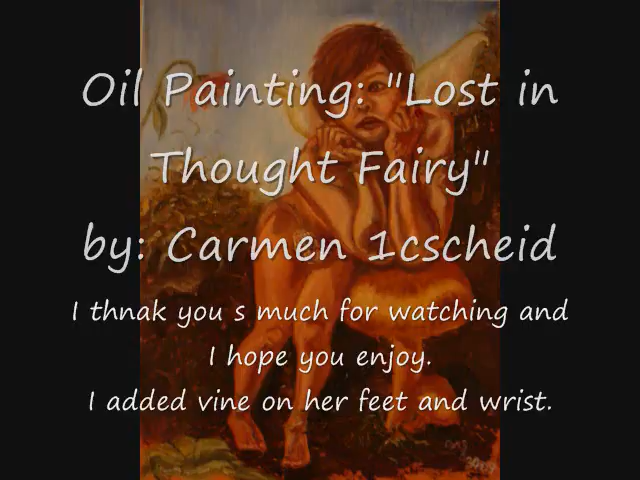 Oil Painting: "Lost in
Thought Fairy"
by: Carmen 1cscheid
I thnak you s much for watching and
I hope you enjoy.
I added vine on her feet and wrist.